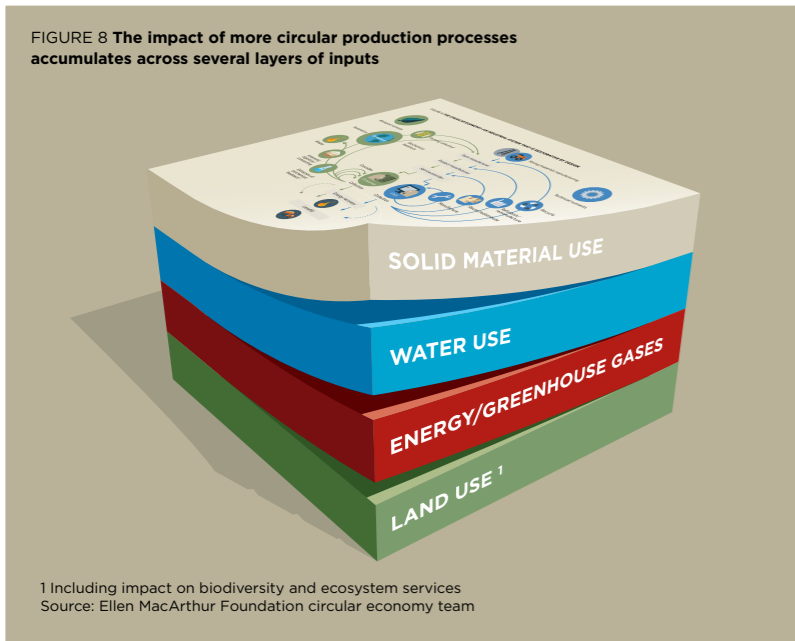 FIGURE 8 The impact of more circular production processes
accumulates across several layers of inputs
SOLID MATERIAL USE
WATER USE
ENERGY/GREENHOUSE GASES
LAND USE 1
1 Including impact on biodiversity and ecosystem services
Source: Ellen MacArthur Foundation circular economy team